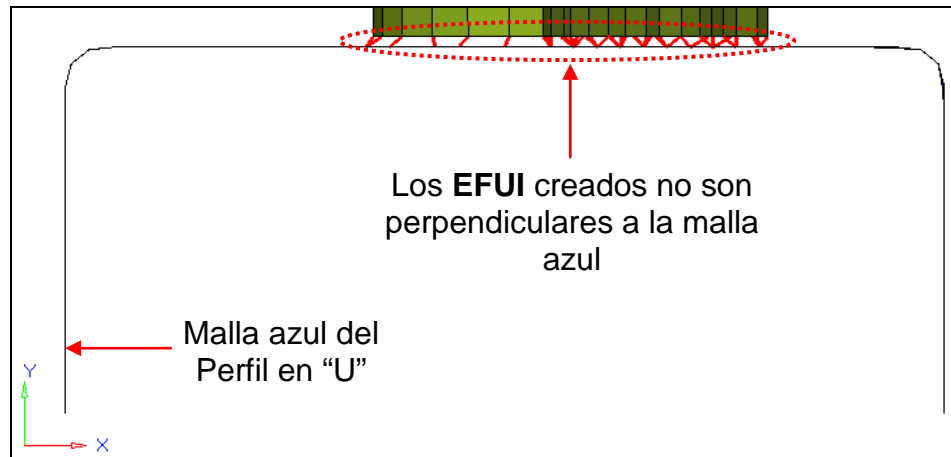 Los EFUI creados no son
perpendiculares a la malla
azul
Malla azul del
Perfil en “U”
Y
X